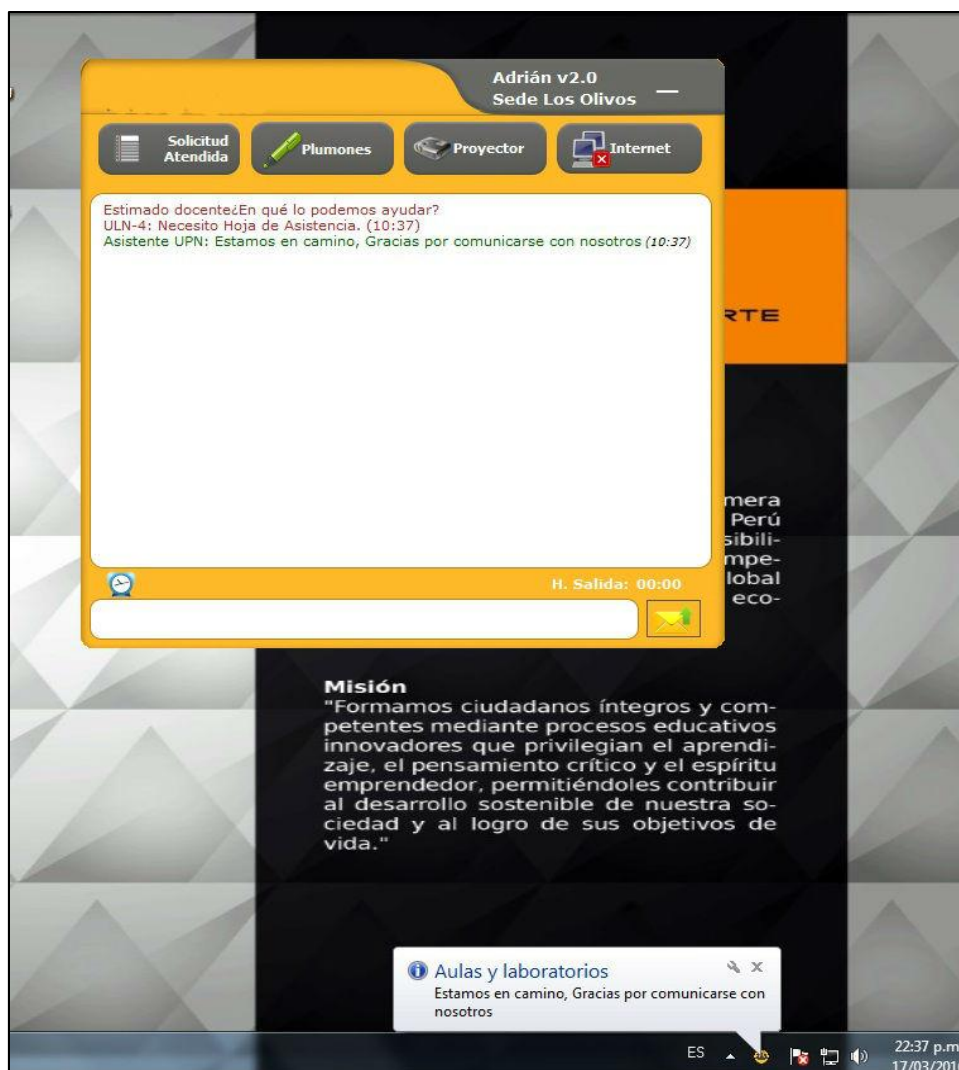 Adrián v2.0
Sede Los Olivos
Solicitud
Atendida
Plumones
Proyector
Internet
Estimado docente¿En qué lo podemos ayudar?
ULN-4: Necesito Hoja de Asistencia. (10:37)
Asistente UPN: Estamos en camino, Gracias por comunicarse con nosotros (10:37)
RTE
mera
Perú
sibili-
mpe-
lobal
eco-
H. Salida: 00:00
Misión
"Formamos ciudadanos íntegros y com-
petentes mediante procesos educativos
innovadores que privilegian el aprendi-
zaje, el pensamiento crítico y el espíritu
emprendedor, permitiéndoles contribuir
al desarrollo sostenible de nuestra so-
ciedad y al logro de sus objetivos de
vida."
Aulas y laboratorios
Estamos en camino, Gracias por comunicarse con
nosotros
ES
22:37 p.m
17/03/201